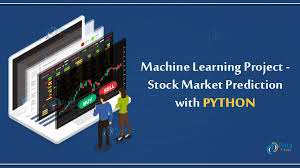 Machine Learning Project -
Stock Market Prediction
with PYTHON
BUY
SELL